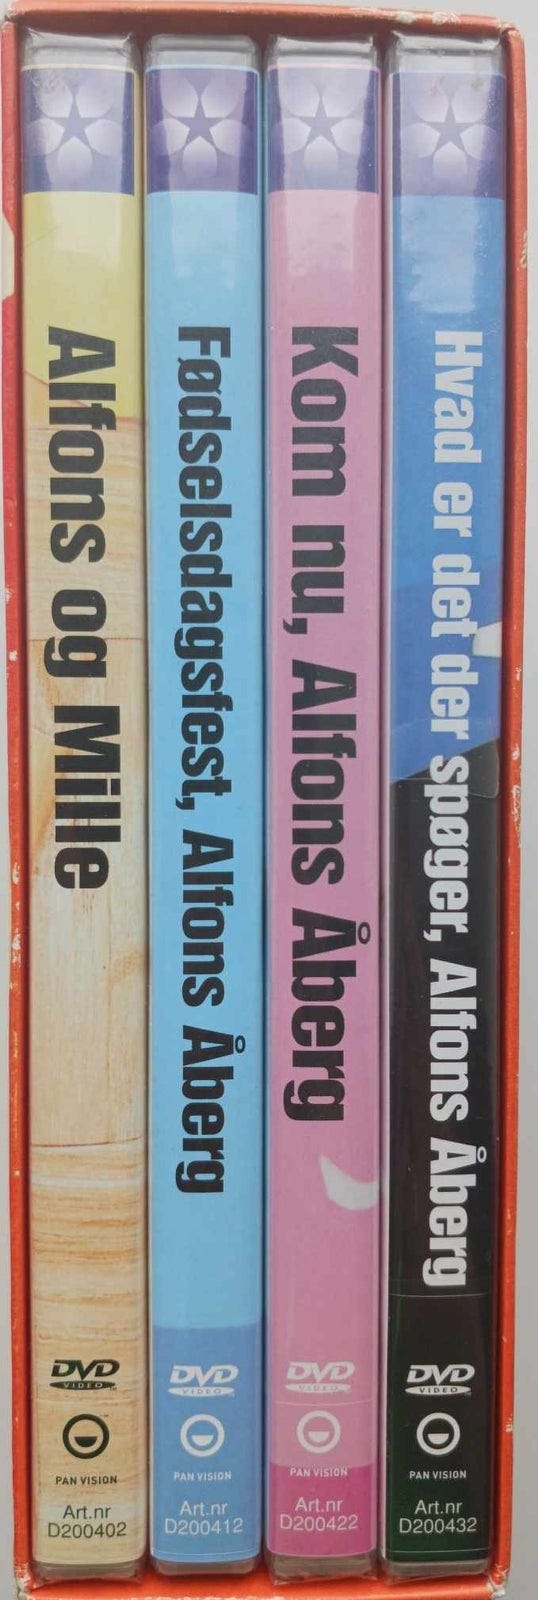 Alfons og Mille
DVD
VIDEO
PAN VISION
Art.nr
D200402
Fødselsdagsfest, Alfons Åberg
DVD
VIDEO
PAN VISION
Art.nr
D200412
Kom nu, Alfons Åberg
DVD
VIDEO
PAN VISION
Art.nr
D200422
Hvad er det der spøger, Alfons Åberg
DVD
VIDEO
PAN VISION
Art.nr
D200432